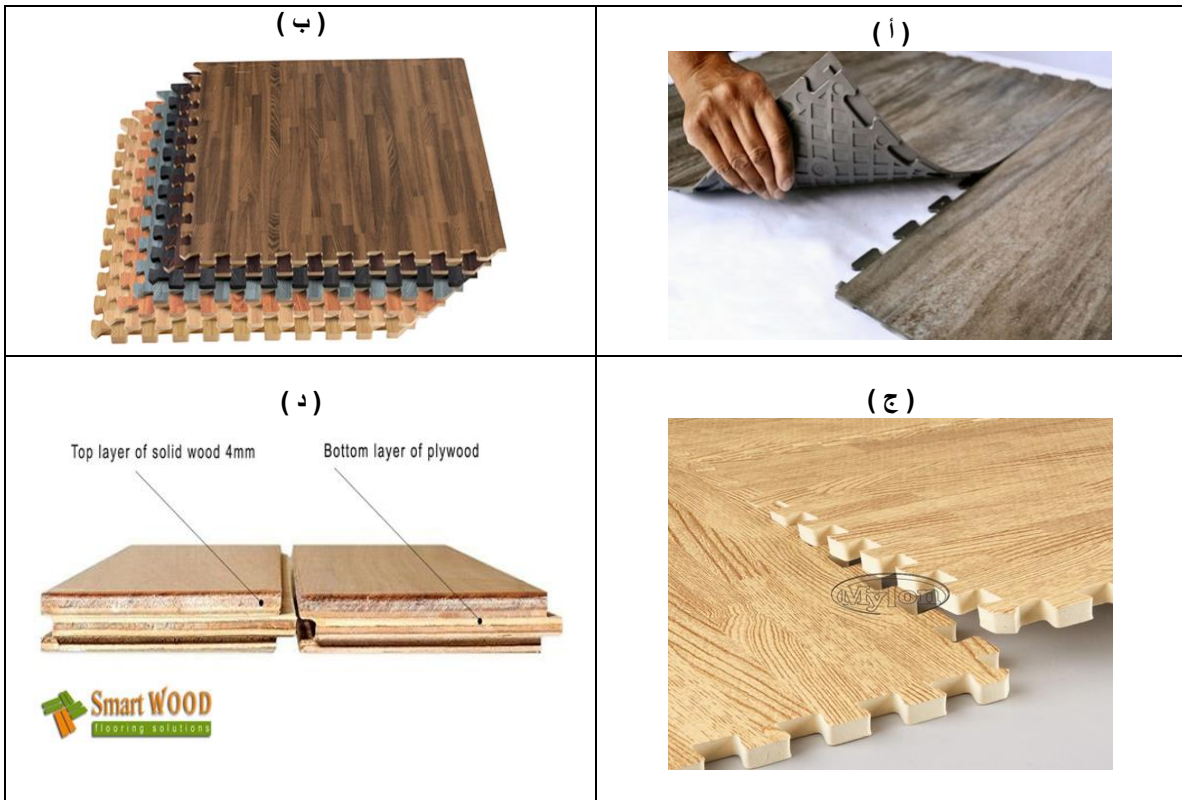 ( أ )
( ب )
( ج )
Mylon
( د )
Top layer of solid wood 4mm
Bottom layer of plywood
Smart WOOD
flooring solutions